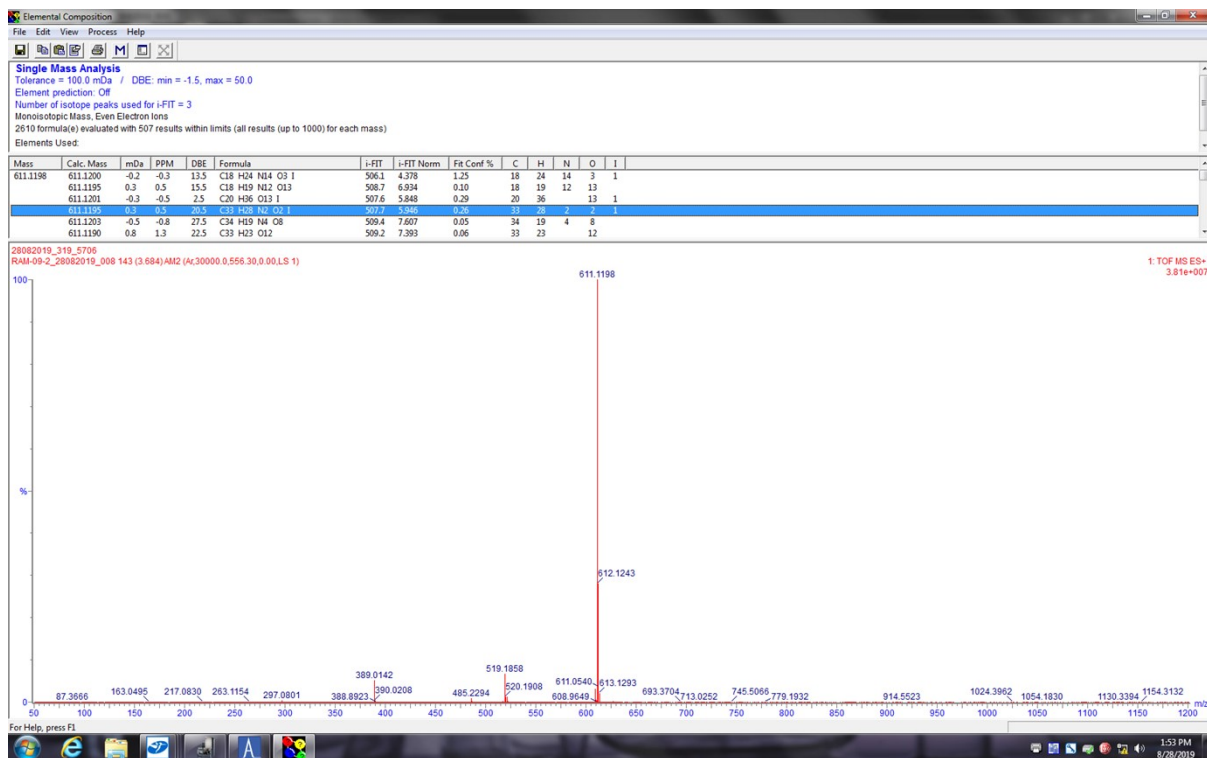 Elemental Composition
File Edit View Process Help
M
Single Mass Analysis
Tolerance = 100.0 mDa / DBE: min = -1.5, max = 50.0
Element prediction: Off
Number of isotope peaks used for i-FIT = 3
Monoisotopic Mass, Even Electron Ions
2610 formula(e) evaluated with 507 results within limits (all results (up to 1000) for each mass)
Elements Used:
Mass Calc. Mass mDa PPM DBE Formula i-FIT i-FIT Norm Fit Conf % C H N O I
611.1198 611.1200 -0.2 -0.3 13.5 C18 H24 N14 O3 I 506.1 4.378 1.25 18 24 14 3 1
611.1195 0.3 0.5 15.5 C18 H19 N12 O13 508.7 6.934 0.10 18 19 12 13
611.1201 -0.3 -0.5 2.5 C20 H36 O13 I 507.6 5.848 0.29 20 36 13 1
611.1195 0.3 0.5 20.5 C33 H28 N2 O2 I 507.7 5.946 0.26 33 28 2 2 1
611.1203 -0.5 -0.8 27.5 C34 H19 N4 O8 509.4 7.607 0.05 34 19 4 8
611.1190 0.8 1.3 22.5 C33 H23 O12 509.2 7.393 0.06 33 23 12
28082019_319_5706
RAM-09-2_28082019_008 143 (3.684) AM2 (Ar,30000.0,556.30,0.00,LS 1)
1: TOF MS ES+
3.81e+007
100
611.1198
%
612.1243
519.1858
389.0142
611.0540
613.1293
390.0208
520.1908
485.2294
388.8923
608.9649
87.3666
163.0495
217.0830
263.1154
297.0801
693.3704
713.0252
745.5066
779.1932
914.5523
1024.3962
1054.1830
1130.3394
1154.3132
0
m/z
50 100 150 200 250 300 350 400 450 500 550 600 650 700 750 800 850 900 950 1000 1050 1100 1150 1200
For Help, press F1
A
1:53 PM
8/28/2019